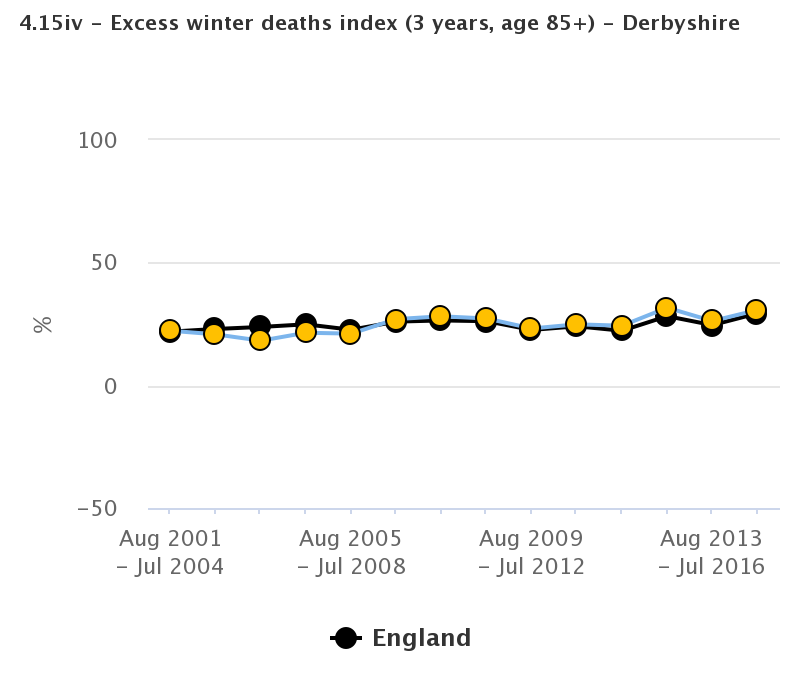 4.15iv – Excess winter deaths index (3 years, age 85+) – Derbyshire
100
50
%
0
−50
Aug 2001 Aug 2005 Aug 2009 Aug 2013
– Jul 2004 – Jul 2008 – Jul 2012 – Jul 2016
England